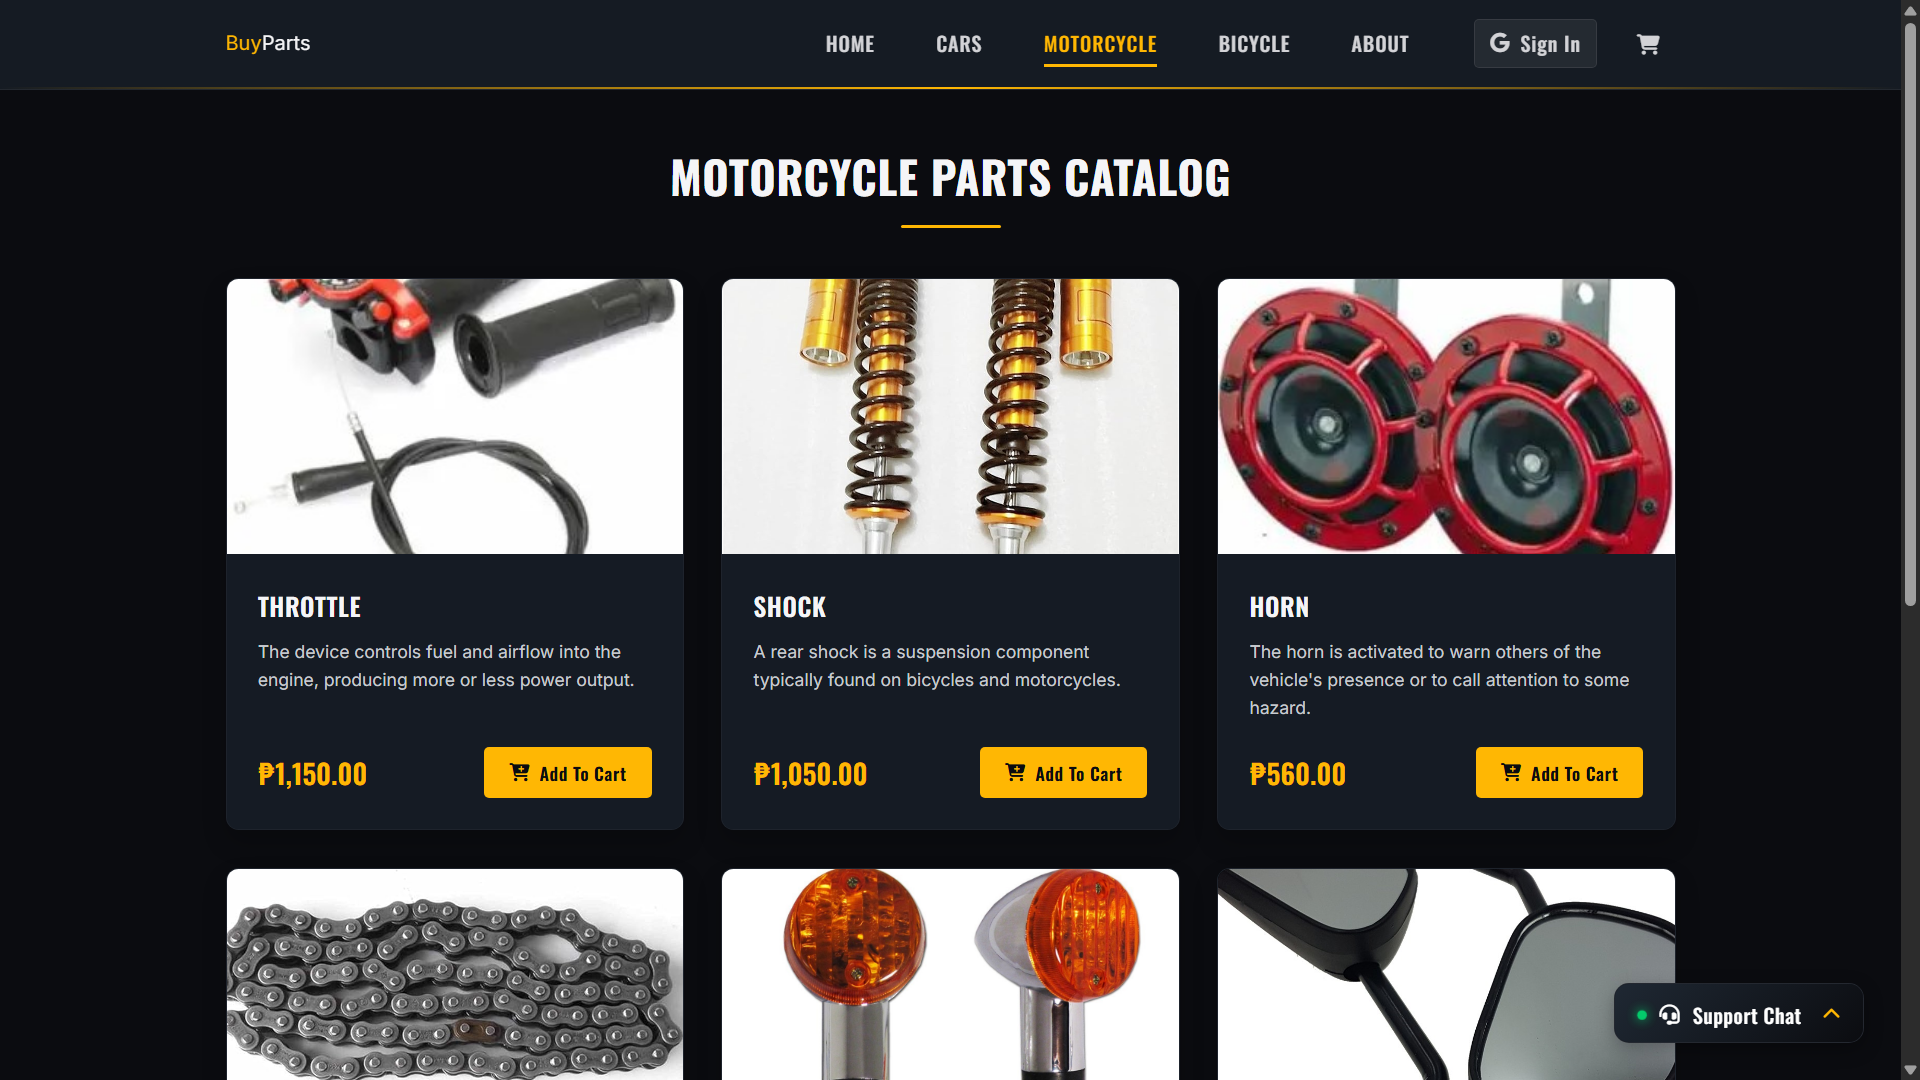 BuyParts
HOME
CARS
MOTORCYCLE
BICYCLE
ABOUT
Sign In
MOTORCYCLE PARTS CATALOG
THROTTLE
The device controls fuel and airflow into the
engine, producing more or less power output.
₱1,150.00
Add To Cart
SHOCK
A rear shock is a suspension component
typically found on bicycles and motorcycles.
₱1,050.00
Add To Cart
HORN
The horn is activated to warn others of the
vehicle's presence or to call attention to some
hazard.
₱560.00
Add To Cart
Support Chat